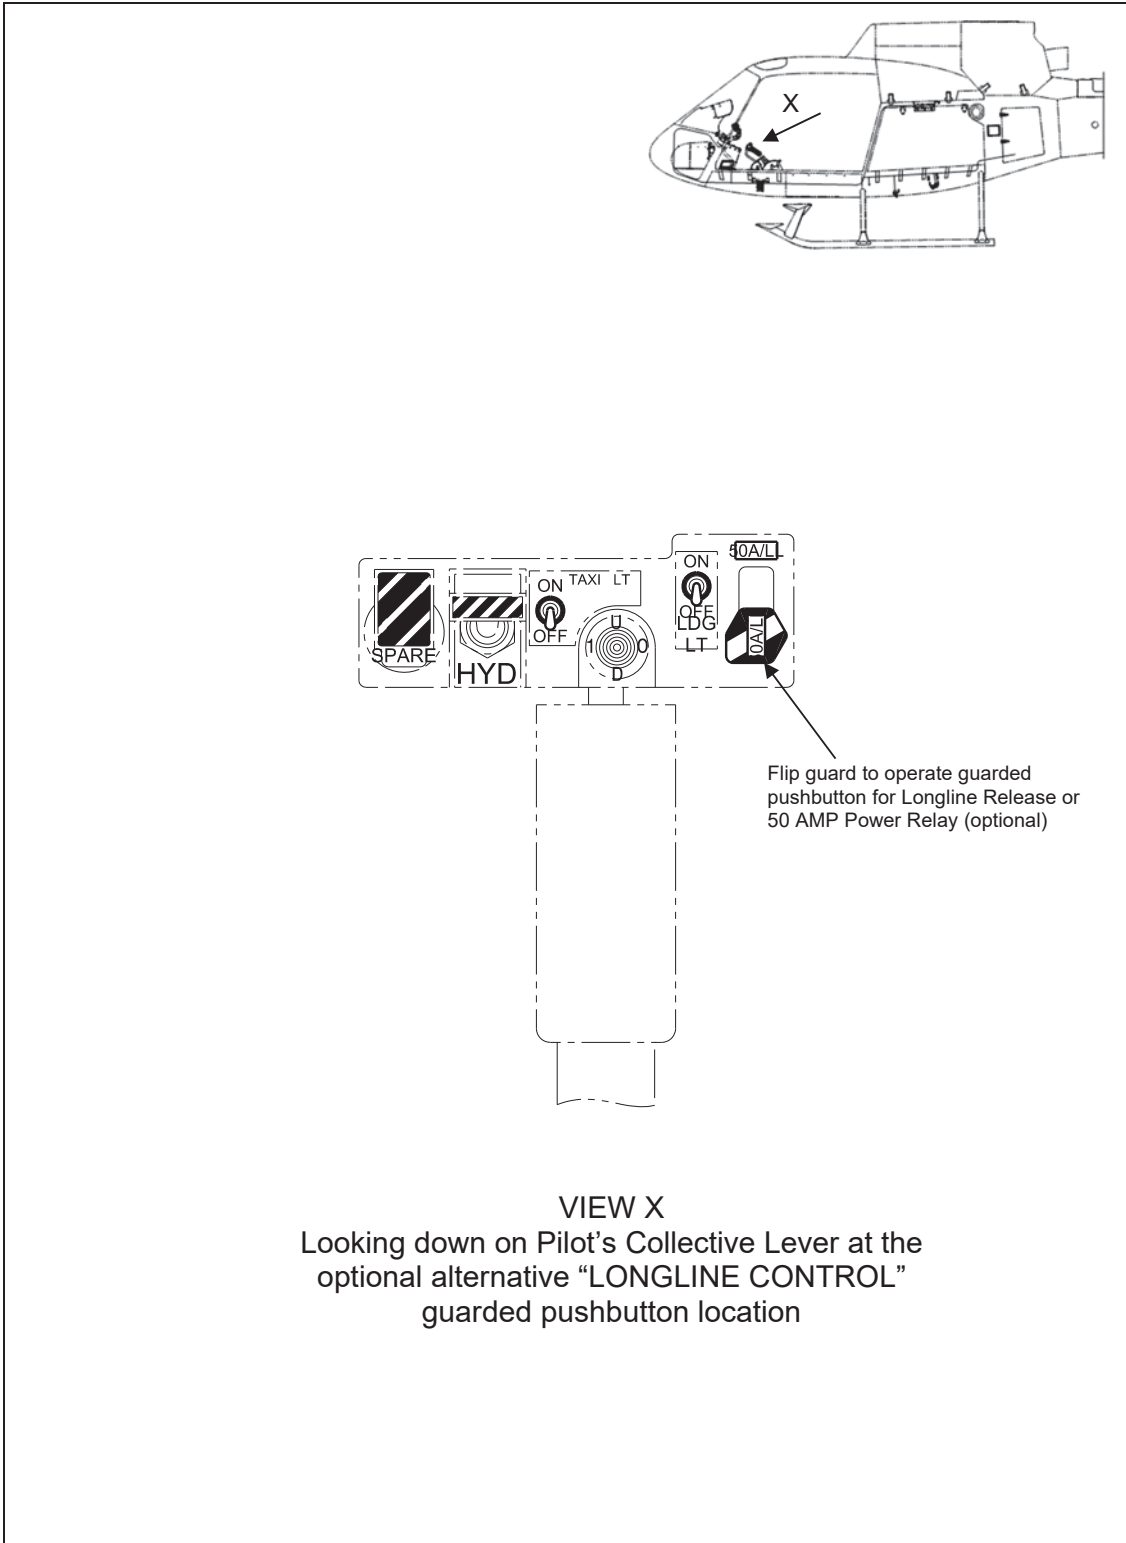 X
50A/LL
ON
ON TAXI LT
OFF
OFF
LDG
LT
U
1 0
D
0A/L
SPARE
HYD
Flip guard to operate guarded
pushbutton for Longline Release or
50 AMP Power Relay (optional)
VIEW X
Looking down on Pilot’s Collective Lever at the
optional alternative “LONGLINE CONTROL”
guarded pushbutton location